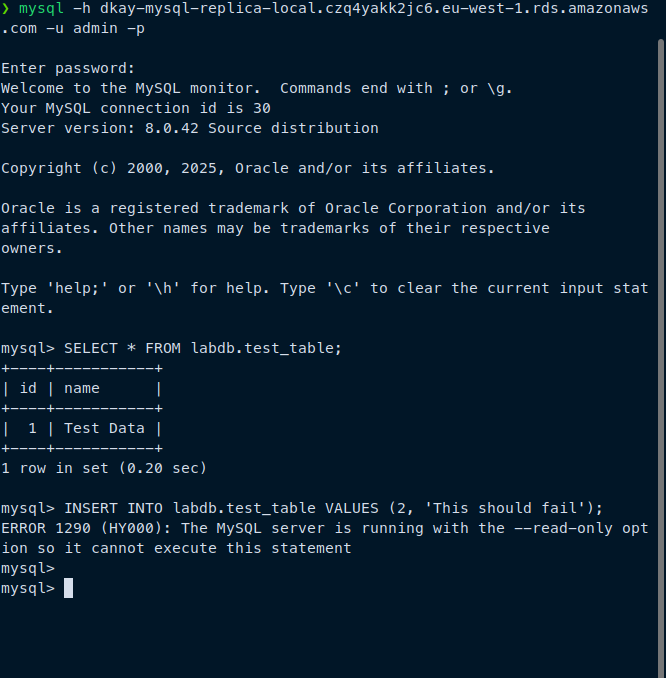 ❯ mysql -h dkay-mysql-replica-local.czq4yakk2jc6.eu-west-1.rds.amazonaws
.com -u admin -p
Enter password:
Welcome to the MySQL monitor.  Commands end with ; or \g.
Your MySQL connection id is 30
Server version: 8.0.42 Source distribution
Copyright (c) 2000, 2025, Oracle and/or its affiliates.
Oracle is a registered trademark of Oracle Corporation and/or its
affiliates. Other names may be trademarks of their respective
owners.
Type 'help;' or '\h' for help. Type '\c' to clear the current input stat
ement.
mysql> SELECT * FROM labdb.test_table;
+----+-----------+
| id | name      |
+----+-----------+
|  1 | Test Data |
+----+-----------+
1 row in set (0.20 sec)
mysql> INSERT INTO labdb.test_table VALUES (2, 'This should fail');
ERROR 1290 (HY000): The MySQL server is running with the --read-only opt
ion so it cannot execute this statement
mysql>
mysql>